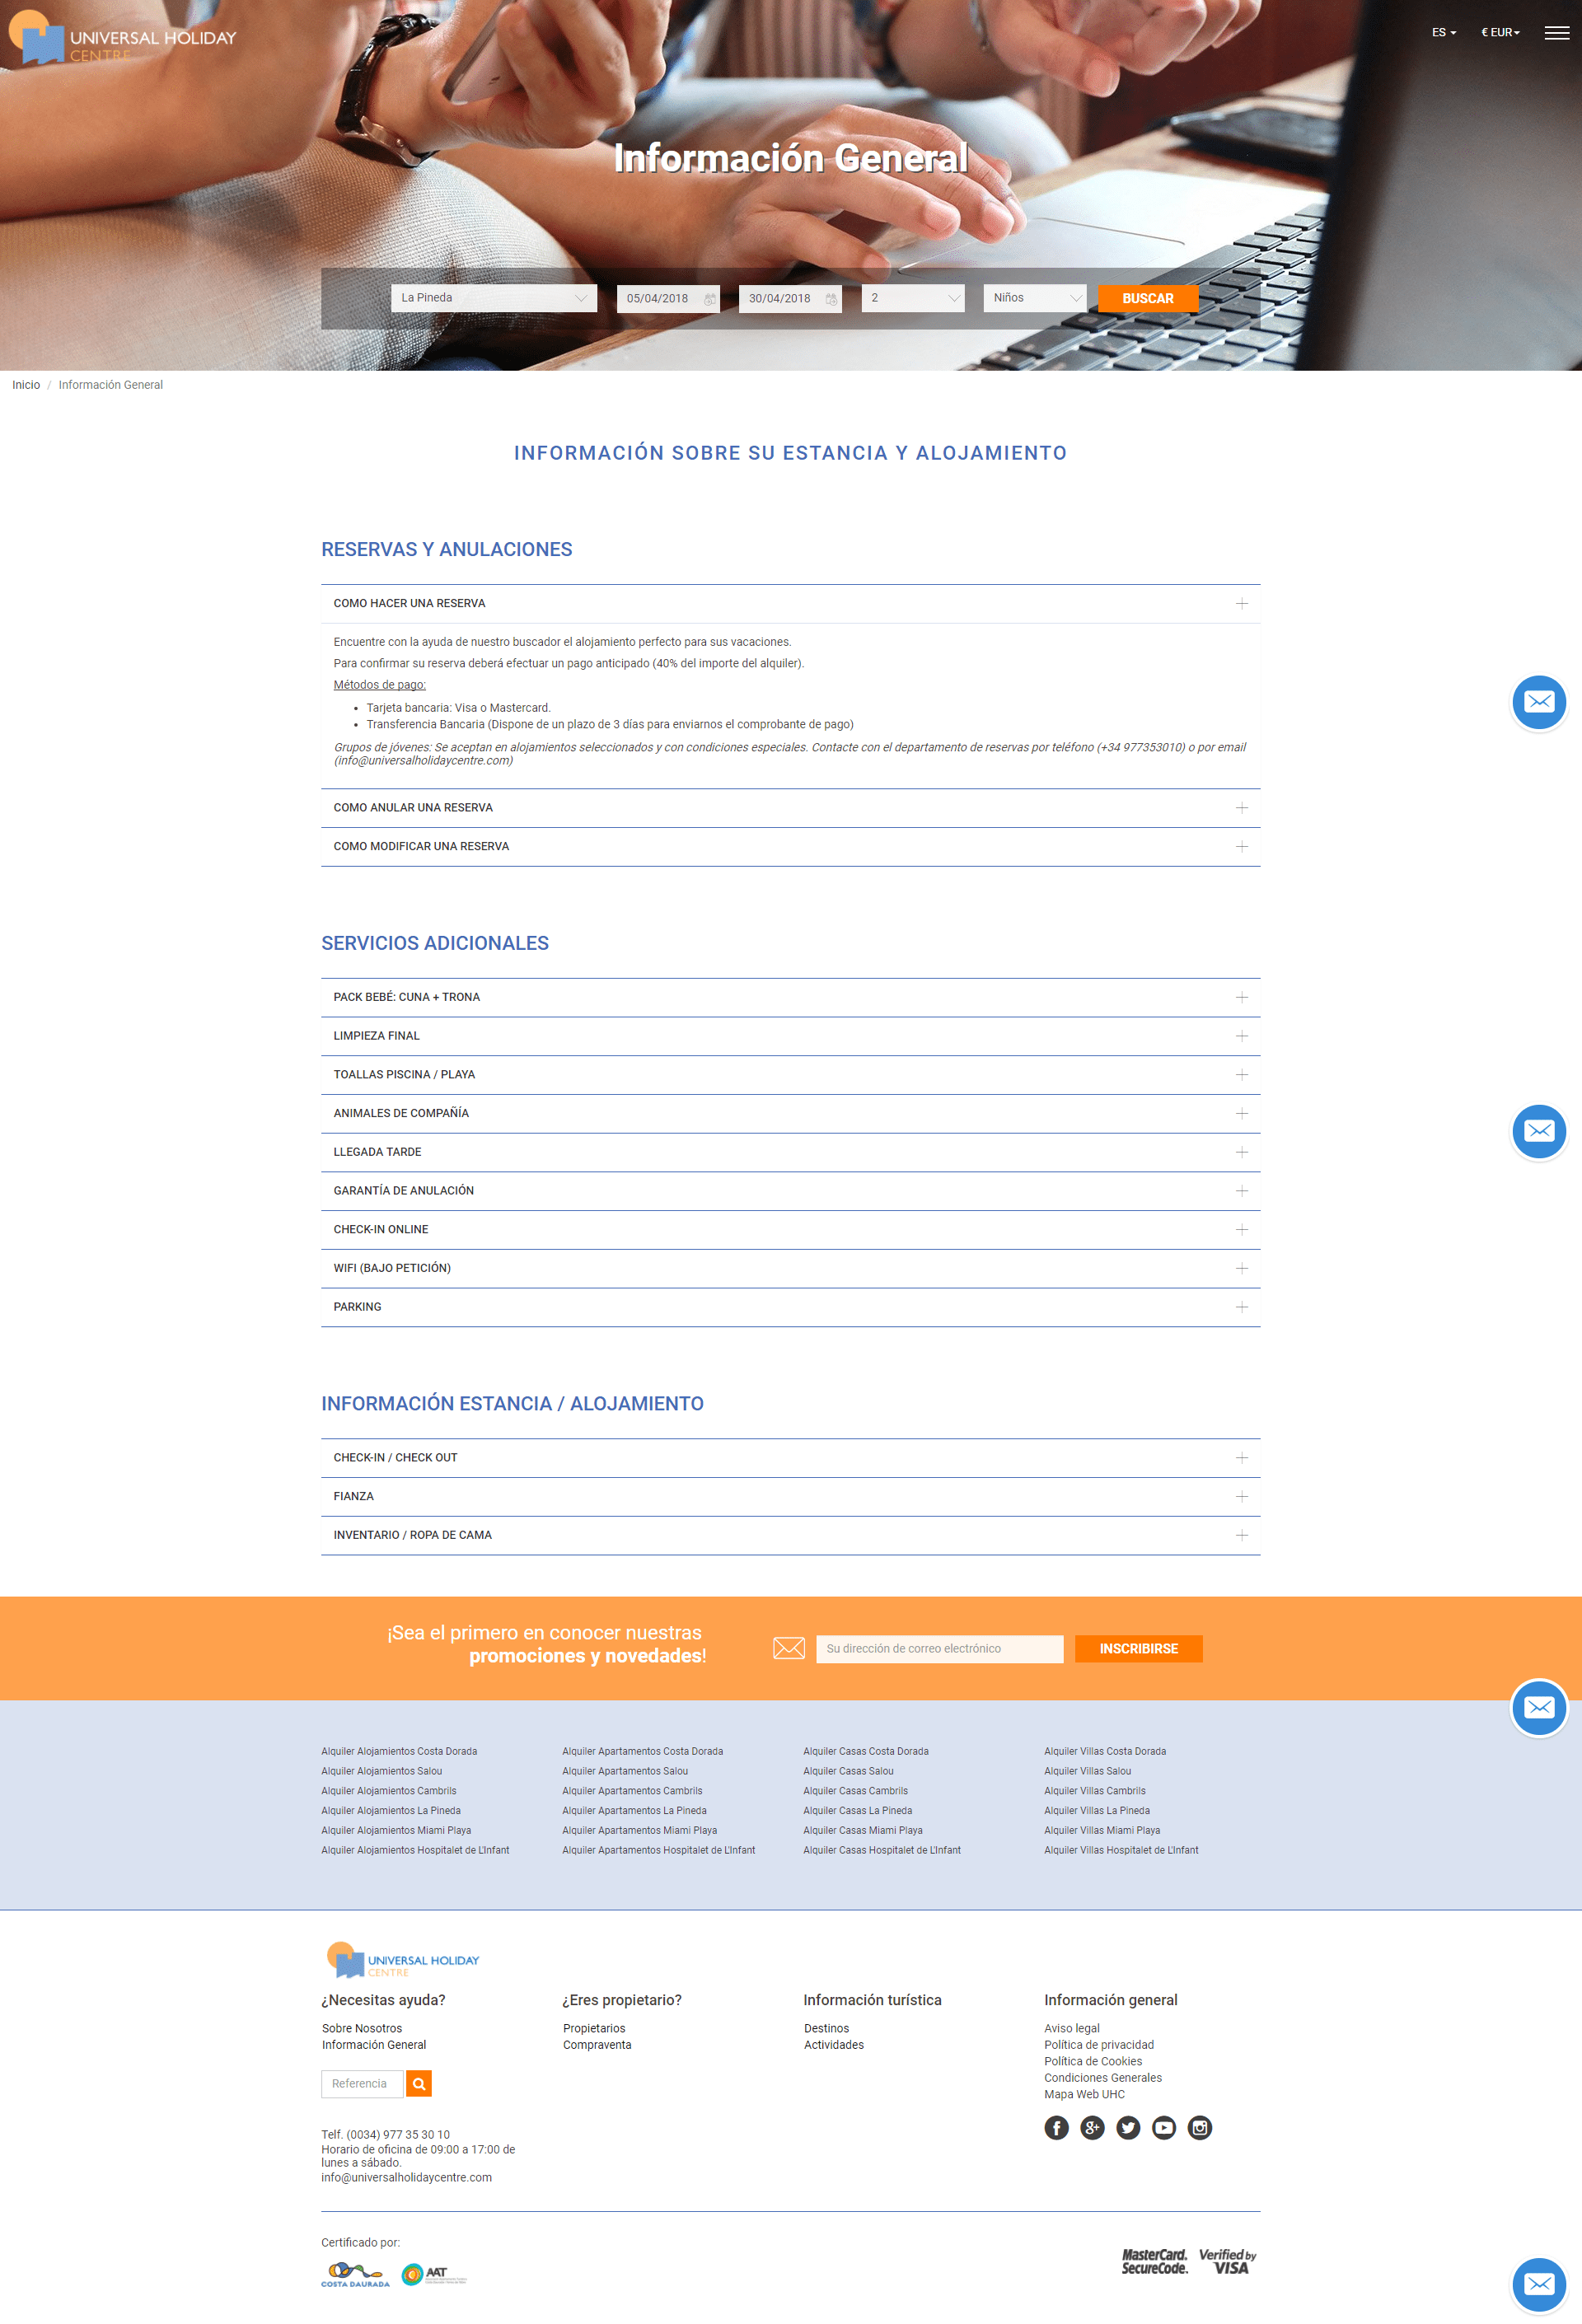 UNIVERSAL HOLIDAY
CENTRE
ES
€ EUR
Información General
La Pineda
05/04/2018
30/04/2018
2
Niños
BUSCAR
Inicio / Información General
INFORMACIÓN SOBRE SU ESTANCIA Y ALOJAMIENTO
RESERVAS Y ANULACIONES
COMO HACER UNA RESERVA
Encuentre con la ayuda de nuestro buscador el alojamiento perfecto para sus vacaciones.
Para confirmar su reserva deberá efectuar un pago anticipado (40% del importe del alquiler).
Métodos de pago:
• Tarjeta bancaria: Visa o Mastercard.
• Transferencia Bancaria (Dispone de un plazo de 3 días para enviarnos el comprobante de pago)
Grupos de jóvenes: Se aceptan en alojamientos seleccionados y con condiciones especiales. Contacte con el departamento de reservas por teléfono (+34 977353010) o por email
(info@universalholidaycentre.com)
COMO ANULAR UNA RESERVA
COMO MODIFICAR UNA RESERVA
SERVICIOS ADICIONALES
PACK BEBÉ: CUNA + TRONA
LIMPIEZA FINAL
TOALLAS PISCINA / PLAYA
ANIMALES DE COMPAÑÍA
LLEGADA TARDE
GARANTÍA DE ANULACIÓN
CHECK-IN ONLINE
WIFI (BAJO PETICIÓN)
PARKING
INFORMACIÓN ESTANCIA / ALOJAMIENTO
CHECK-IN / CHECK OUT
FIANZA
INVENTARIO / ROPA DE CAMA
¡Sea el primero en conocer nuestras
promociones y novedades!
Su dirección de correo electrónico
INSCRIBIRSE
Alquiler Alojamientos Costa Dorada
Alquiler Alojamientos Salou
Alquiler Alojamientos Cambrils
Alquiler Alojamientos La Pineda
Alquiler Alojamientos Miami Playa
Alquiler Alojamientos Hospitalet de L'Infant
Alquiler Apartamentos Costa Dorada
Alquiler Apartamentos Salou
Alquiler Apartamentos Cambrils
Alquiler Apartamentos La Pineda
Alquiler Apartamentos Miami Playa
Alquiler Apartamentos Hospitalet de L'Infant
Alquiler Casas Costa Dorada
Alquiler Casas Salou
Alquiler Casas Cambrils
Alquiler Casas La Pineda
Alquiler Casas Miami Playa
Alquiler Casas Hospitalet de L'Infant
Alquiler Villas Costa Dorada
Alquiler Villas Salou
Alquiler Villas Cambrils
Alquiler Villas La Pineda
Alquiler Villas Miami Playa
Alquiler Villas Hospitalet de L'Infant
UNIVERSAL HOLIDAY
CENTRE
¿Necesitas ayuda?
Sobre Nosotros
Información General
Referencia
Telf. (0034) 977 35 30 10
Horario de oficina de 09:00 a 17:00 de
lunes a sábado.
info@universalholidaycentre.com
¿Eres propietario?
Propietarios
Compraventa
Información turística
Destinos
Actividades
Información general
Aviso legal
Política de privacidad
Política de Cookies
Condiciones Generales
Mapa Web UHC
Certificado por:
COSTA DAURADA
AAT
MasterCard.
SecureCode.
Verified by
VISA